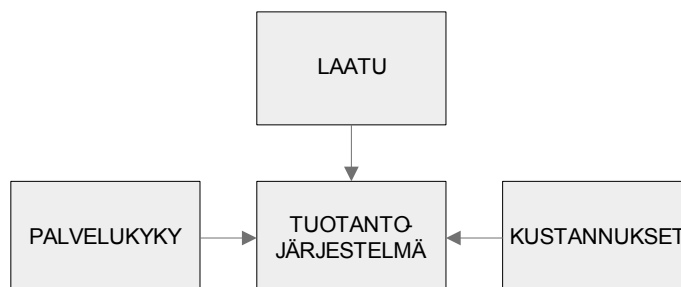 LAATU
PALVELUKYKY
TUOTANTO-
JÄRJESTELMÄ
KUSTANNUKSET